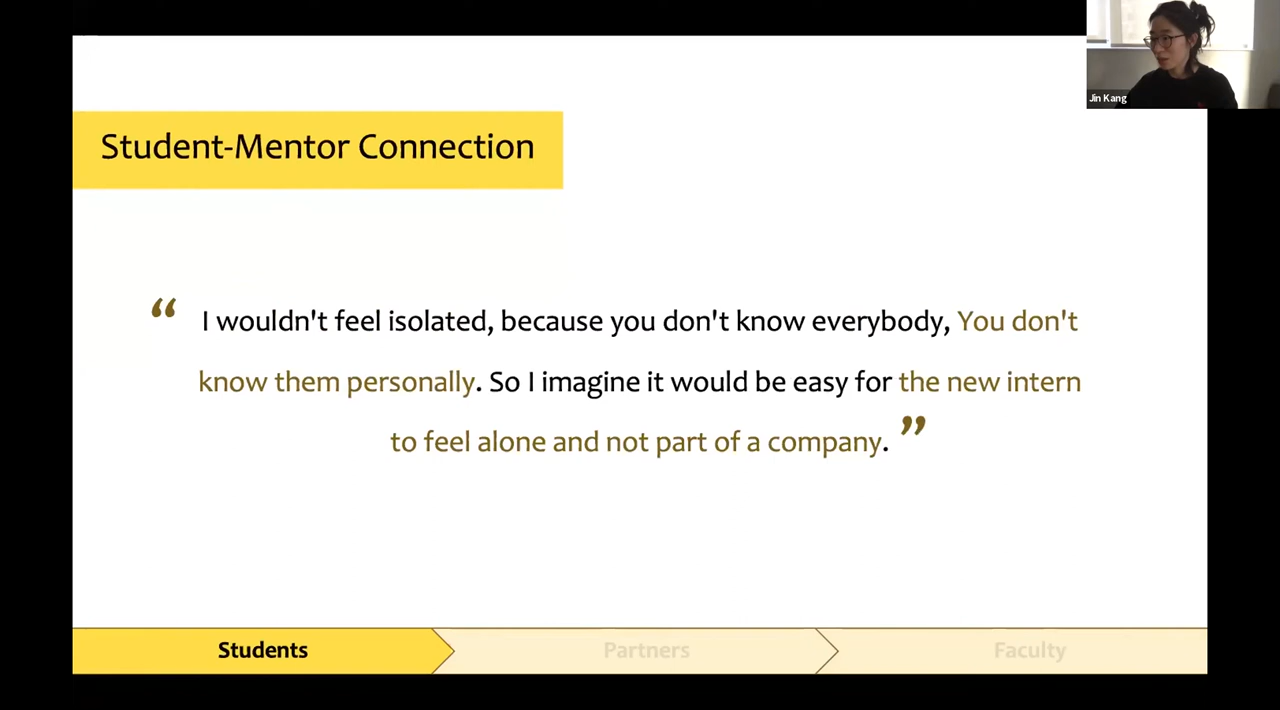 Jin Kang
Student-Mentor Connection
“ I wouldn't feel isolated, because you don't know everybody, You don't
know them personally. So I imagine it would be easy for the new intern
to feel alone and not part of a company. ”
Students
Partners
Faculty